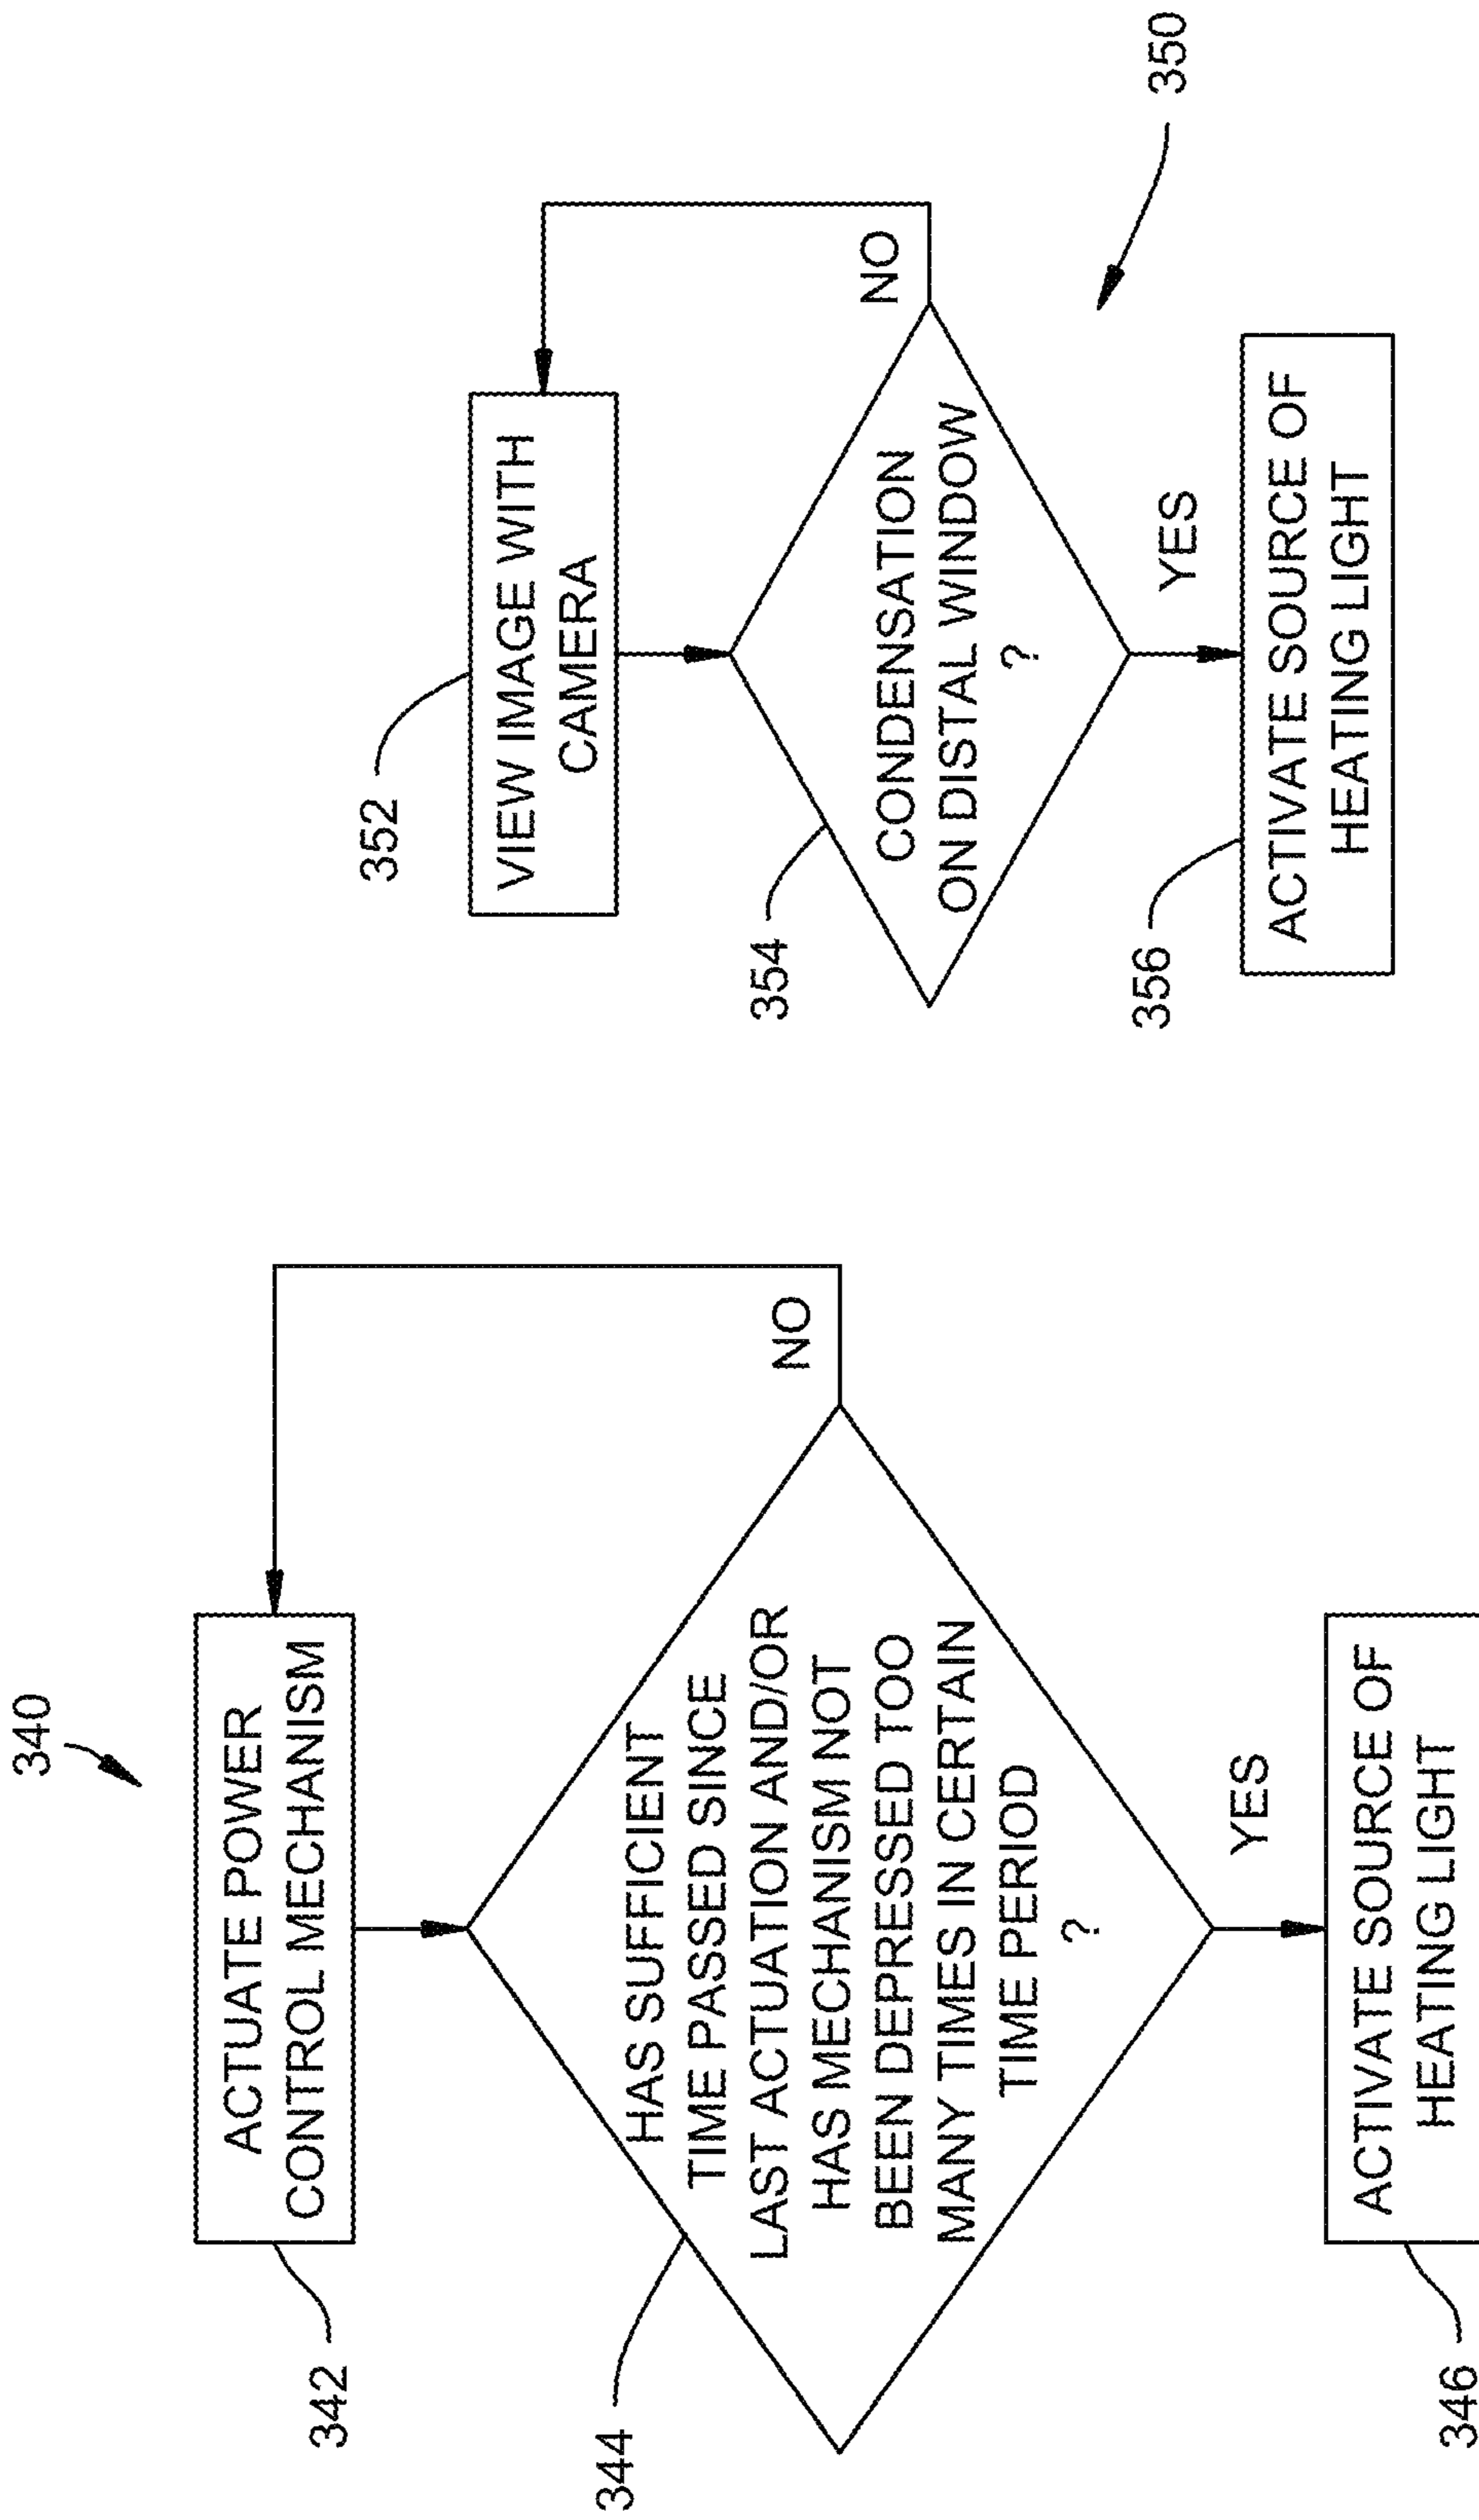 340
342
ACTUATE POWER
CONTROL MECHANISM
344
HAS SUFFICIENT
TIME PASSED SINCE
LAST ACTUATION AND/OR
HAS MECHANISM NOT
BEEN DEPRESSED TOO
MANY TIMES IN CERTAIN
TIME PERIOD
?
NO
YES
346
ACTIVATE SOURCE OF
HEATING LIGHT
352
VIEW IMAGE WITH
CAMERA
354
CONDENSATION
ON DISTAL WINDOW
?
NO
YES
350
356
ACTIVATE SOURCE OF
HEATING LIGHT